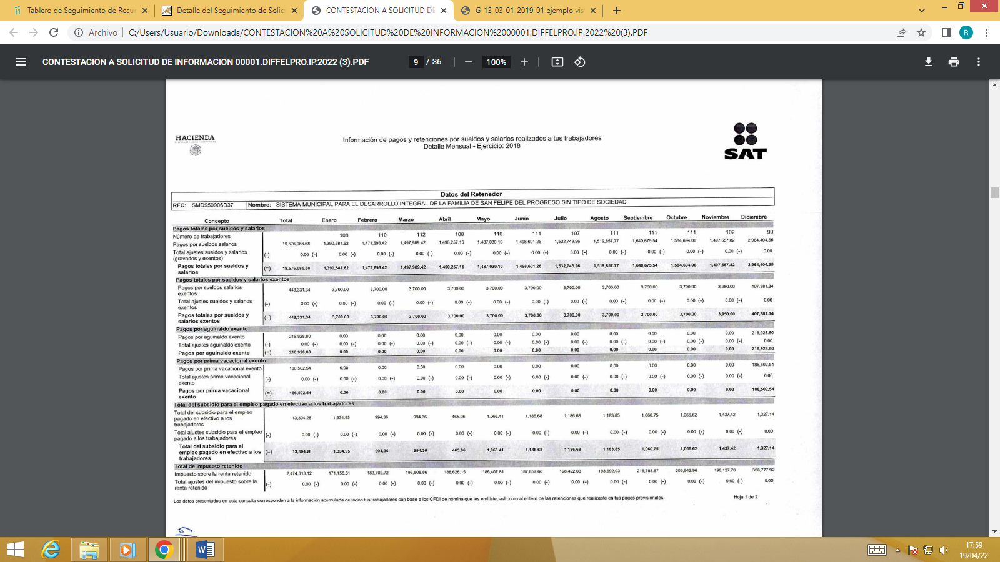 Tablero de Seguimiento de Recur
Detalle del Seguimiento de Solic
CONTESTACION A SOLICITUD DE
G-13-03-01-2019-01 ejemplo vis
Archivo C:/Users/Usuario/Downloads/CONTESTACION%20A%20SOLICITUD%20DE%20INFORMACION%2000001.DIFFELPRO.IP.2022%20(3).PDF
R
CONTESTACION A SOLICITUD DE INFORMACION 00001.DIFFELPRO.IP.2022 (3).PDF 9 / 36 100%
HACIENDA
Información de pagos y retenciones por sueldos y salarios realizados a tus trabajadores
Detalle Mensual - Ejercicio: 2018
SAT
Datos del Retenedor
RFC: SMD950906D37 Nombre: SISTEMA MUNICIPAL PARA EL DESARROLLO INTEGRAL DE LA FAMILIA DE SAN FELIPE DEL PROGRESO SIN TIPO DE SOCIEDAD
Concepto Total Enero Febrero Marzo Abril Mayo Junio Julio Agosto Septiembre Octubre Noviembre Diciembre
Pagos totales por sueldos y salarios
Número de trabajadores 108 110 112 108 110 111 107 111 111 111 102 99
Pagos por sueldos salarios 19,576,086.68 1,390,581.62 1,471,693.42 1,497,989.42 1,490,257.16 1,487,030.10 1,498,601.26 1,532,743.96 1,519,857.77 1,640,675.54 1,584,694.06 1,497,557.82 2,964,404.55
Total ajustes sueldos y salarios
(gravados y exentos) (-) 0.00 (-) 0.00 (-) 0.00 (-) 0.00 (-) 0.00 (-) 0.00 (-) 0.00 (-) 0.00 (-) 0.00 (-) 0.00 (-) 0.00 (-) 0.00 (-) 0.00
Pagos totales por sueldos y
salarios (=) 19,576,086.68 1,390,581.62 1,471,693.42 1,497,989.42 1,490,257.16 1,487,030.10 1,498,601.26 1,532,743.96 1,519,857.77 1,640,675.54 1,584,694.06 1,497,557.82 2,964,404.55
Pagos totales por sueldos y salarios exentos
Pagos por sueldos salarios
exentos 448,331.34 3,700.00 3,700.00 3,700.00 3,700.00 3,700.00 3,700.00 3,700.00 3,700.00 3,700.00 3,700.00 3,950.00 407,381.34
Total ajustes sueldos y salarios
exentos (-) 0.00 (-) 0.00 (-) 0.00 (-) 0.00 (-) 0.00 (-) 0.00 (-) 0.00 (-) 0.00 (-) 0.00 (-) 0.00 (-) 0.00 (-) 0.00 (-) 0.00
Pagos totales por sueldos y
salarios exentos (=) 448,331.34 3,700.00 3,700.00 3,700.00 3,700.00 3,700.00 3,700.00 3,700.00 3,700.00 3,700.00 3,700.00 3,950.00 407,381.34
Pagos por aguinaldo exento
Pagos por aguinaldo exento 216,928.80 0.00 0.00 0.00 0.00 0.00 0.00 0.00 0.00 0.00 0.00 0.00 216,928.80
Total ajustes aguinaldo exento (-) 0.00 (-) 0.00 (-) 0.00 (-) 0.00 (-) 0.00 (-) 0.00 (-) 0.00 (-) 0.00 (-) 0.00 (-) 0.00 (-) 0.00 (-) 0.00 (-) 0.00
Pagos por aguinaldo exento (=) 216,928.80 0.00 0.00 0.00 0.00 0.00 0.00 0.00 0.00 0.00 0.00 0.00 216,928.80
Pagos por prima vacacional exento
Pagos por prima vacacional exento 186,502.54 0.00 0.00 0.00 0.00 0.00 0.00 0.00 0.00 0.00 0.00 0.00 186,502.54
Total ajustes prima vacacional
exento (-) 0.00 (-) 0.00 (-) 0.00 (-) 0.00 (-) 0.00 (-) 0.00 (-) 0.00 (-) 0.00 (-) 0.00 (-) 0.00 (-) 0.00 (-) 0.00 (-) 0.00
Pagos por prima vacacional
exento (=) 186,502.54 0.00 0.00 0.00 0.00 0.00 0.00 0.00 0.00 0.00 0.00 0.00 186,502.54
Total del subsidio para el empleo pagado en efectivo a los trabajadores
Total del subsidio para el empleo
pagado en efectivo a los 13,304.28 1,334.95 994.36 994.36 465.06 1,066.41 1,186.68 1,186.68 1,183.85 1,060.75 1,066.62 1,437.42 1,327.14
trabajadores
Total ajustes subsidio para el empleo
pagado a los trabajadores (-) 0.00 (-) 0.00 (-) 0.00 (-) 0.00 (-) 0.00 (-) 0.00 (-) 0.00 (-) 0.00 (-) 0.00 (-) 0.00 (-) 0.00 (-) 0.00 (-) 0.00
Total del subsidio para el
empleo pagado en efectivo a los (=) 13,304.28 1,334.95 994.36 994.36 465.06 1,066.41 1,186.68 1,186.68 1,183.85 1,060.75 1,066.62 1,437.42 1,327.14
trabajadores
Total de impuesto retenido
Impuesto sobre la renta retenido 2,474,313.12 171,158.61 183,702.72 186,808.86 188,626.15 186,407.81 187,857.66 198,422.03 193,692.03 216,788.67 203,942.96 198,127.70 358,777.92
Total ajustes del impuesto sobre la
renta retenido (-) 0.00 (-) 0.00 (-) 0.00 (-) 0.00 (-) 0.00 (-) 0.00 (-) 0.00 (-) 0.00 (-) 0.00 (-) 0.00 (-) 0.00 (-) 0.00 (-) 0.00
Los datos presentados en esta consulta corresponden a la información acumulada de todos tus trabajadores con base a los CFDI de nómina que les emitiste, así como al entero de las retenciones que realizaste en tus pagos provisionales.
Hoja 1 de 2
17:59
19/04/22